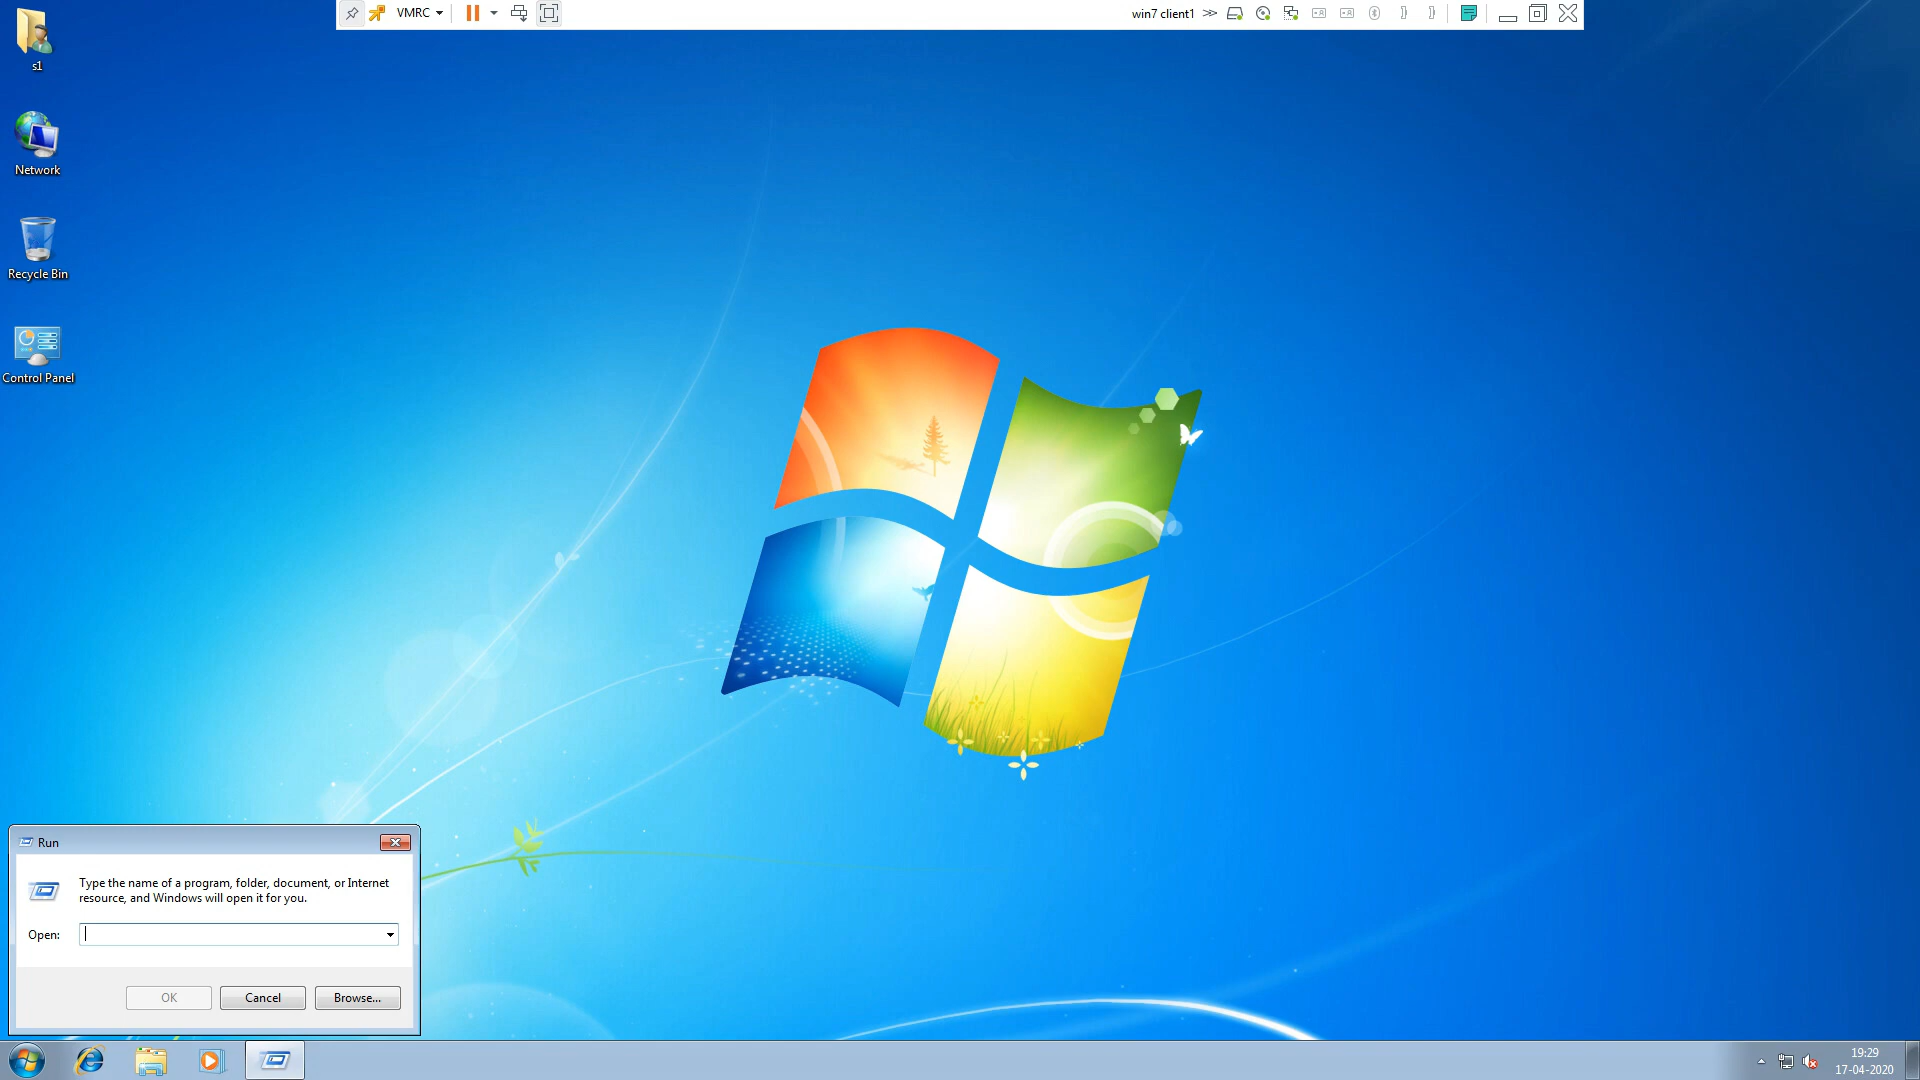 VMRC
win7 client1
s1
Network
Recycle Bin
Control Panel
Run
Type the name of a program, folder, document, or Internet
resource, and Windows will open it for you.
Open:
OK
Cancel
Browse...
19:29
17-04-2020